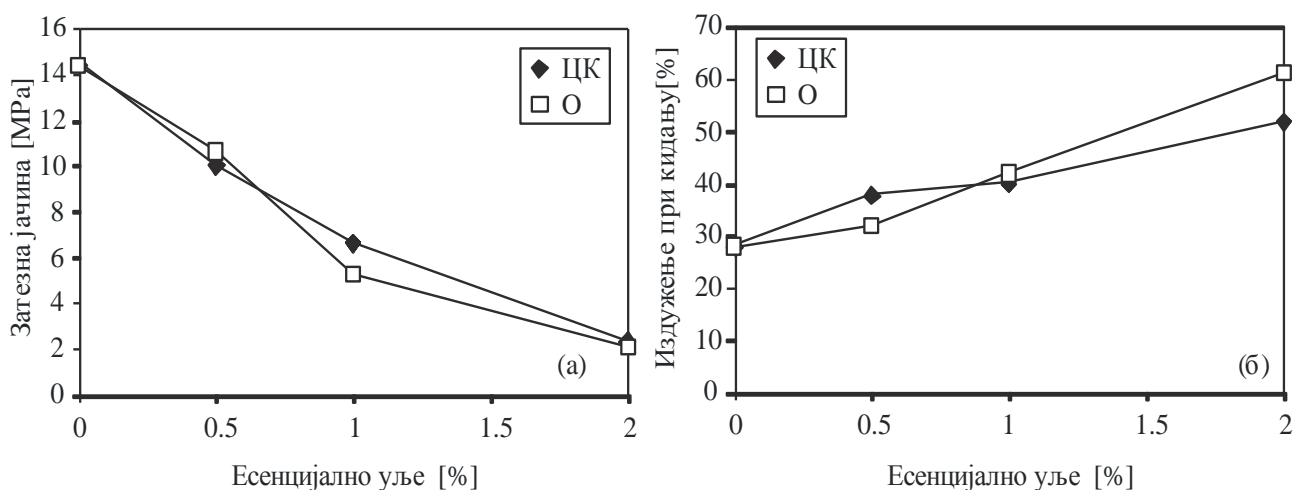 Затезна јачина [MPa]
16
14
12
10
8
6
4
2
0
ЦК
О
(а)
0 0.5 1 1.5 2
Есенцијално уље [%]
Издужење при кидању[%]
70
60
50
40
30
20
10
0
ЦК
О
(б)
0 0.5 1 1.5 2
Есенцијално уље [%]